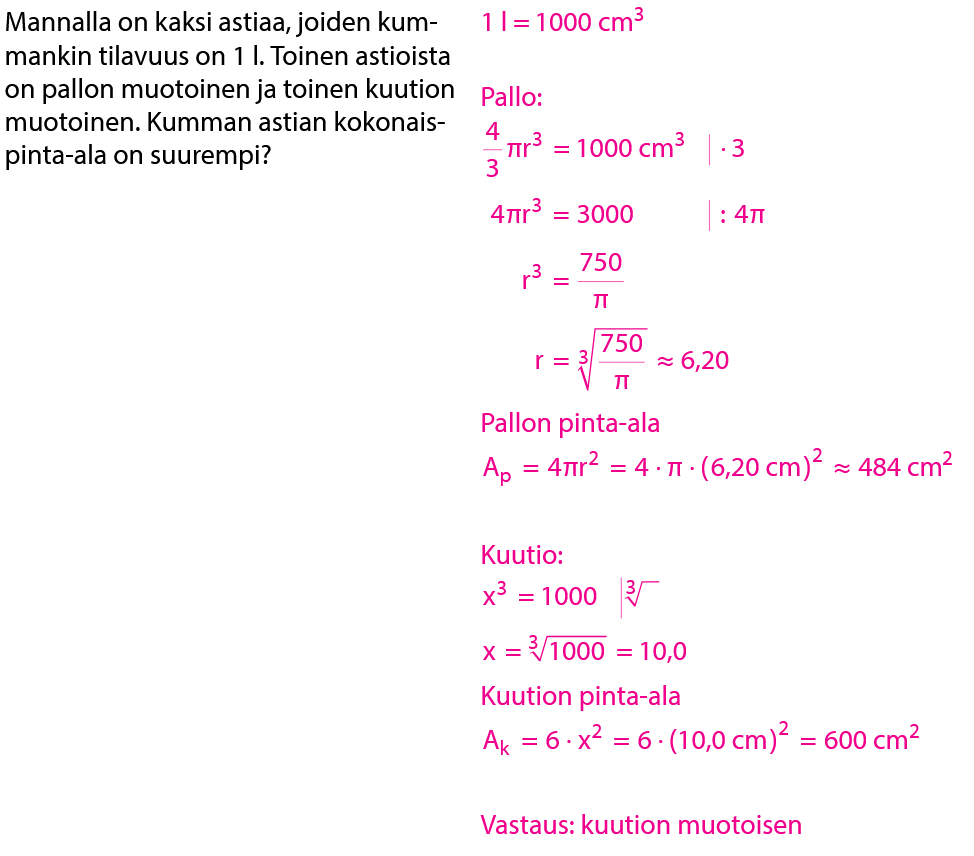 Mannalla on kaksi astiaa, joiden kum-
mankin tilavuus on 1 l. Toinen astioista
on pallon muotoinen ja toinen kuution
muotoinen. Kumman astian kokonais-
pinta-ala on suurempi?
1 l = 1000 cm³
Pallo:
4/3 πr³ = 1000 cm³ | · 3
4πr³ = 3000 | : 4π
r³ = 750/π
r = ∛(750/π) ≈ 6,20
Pallon pinta-ala
Aₚ = 4πr² = 4 · π · (6,20 cm)² ≈ 484 cm²
Kuutio:
x³ = 1000 | ∛
x = ∛1000 = 10,0
Kuution pinta-ala
Aₖ = 6 · x² = 6 · (10,0 cm)² = 600 cm²
Vastaus: kuution muotoisen